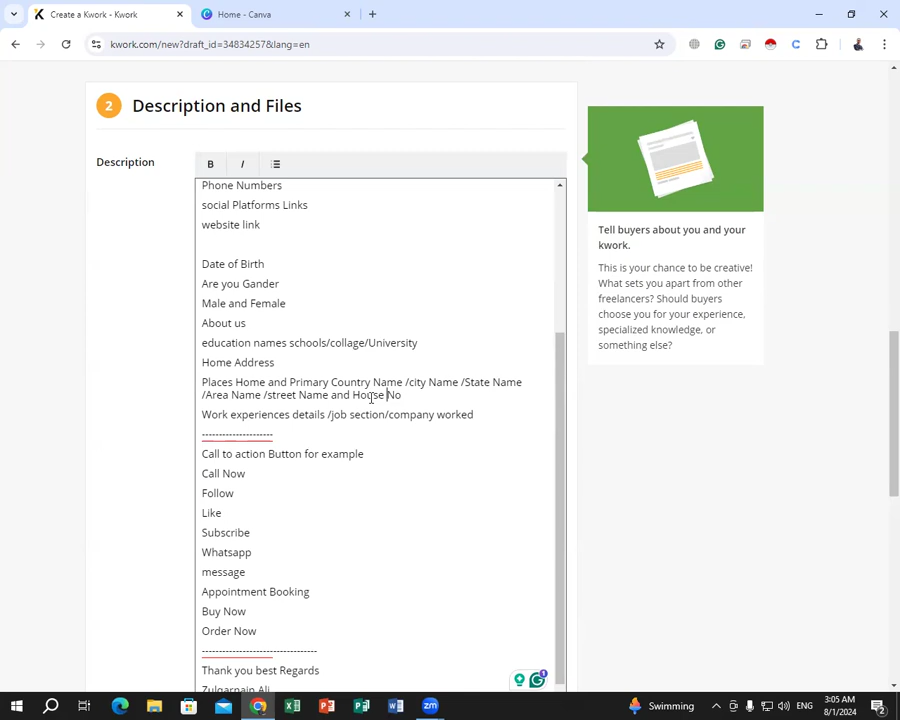 Create a Kwork - Kwork
Home - Canva
kwork.com/new?draft_id=34834257&lang=en
2 Description and Files
Description
B I
Phone Numbers
social Platforms Links
website link
Date of Birth
Are you Gander
Male and Female
About us
education names schools/collage/University
Home Address
Places Home and Primary Country Name /city Name /State Name
/Area Name /street Name and House No
Work experiences details /job section/company worked
--------------------
Call to action Button for example
Call Now
Follow
Like
Subscribe
Whatsapp
message
Appointment Booking
Buy Now
Order Now
---------------------------------
Thank you best Regards
Zulqarnain Ali
Tell buyers about you and your
kwork.
This is your chance to be creative!
What sets you apart from other
freelancers? Should buyers
choose you for your experience,
specialized knowledge, or
something else?
Swimming
3:05 AM
8/1/2024